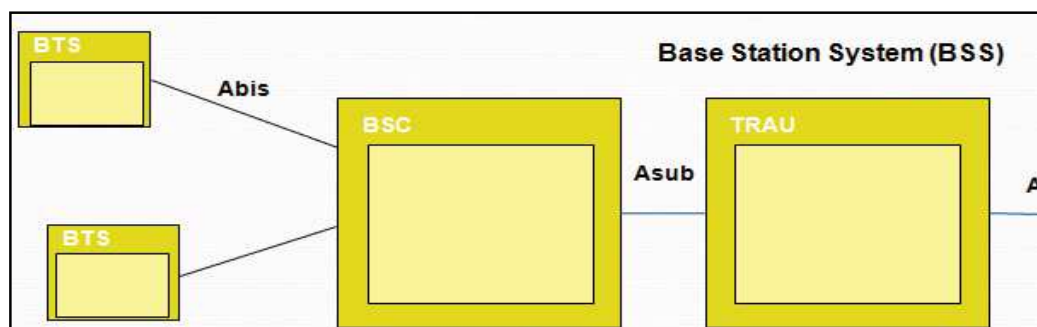 BTS
Base Station System (BSS)
Abis
BSC
TRAU
Asub
A
BTS